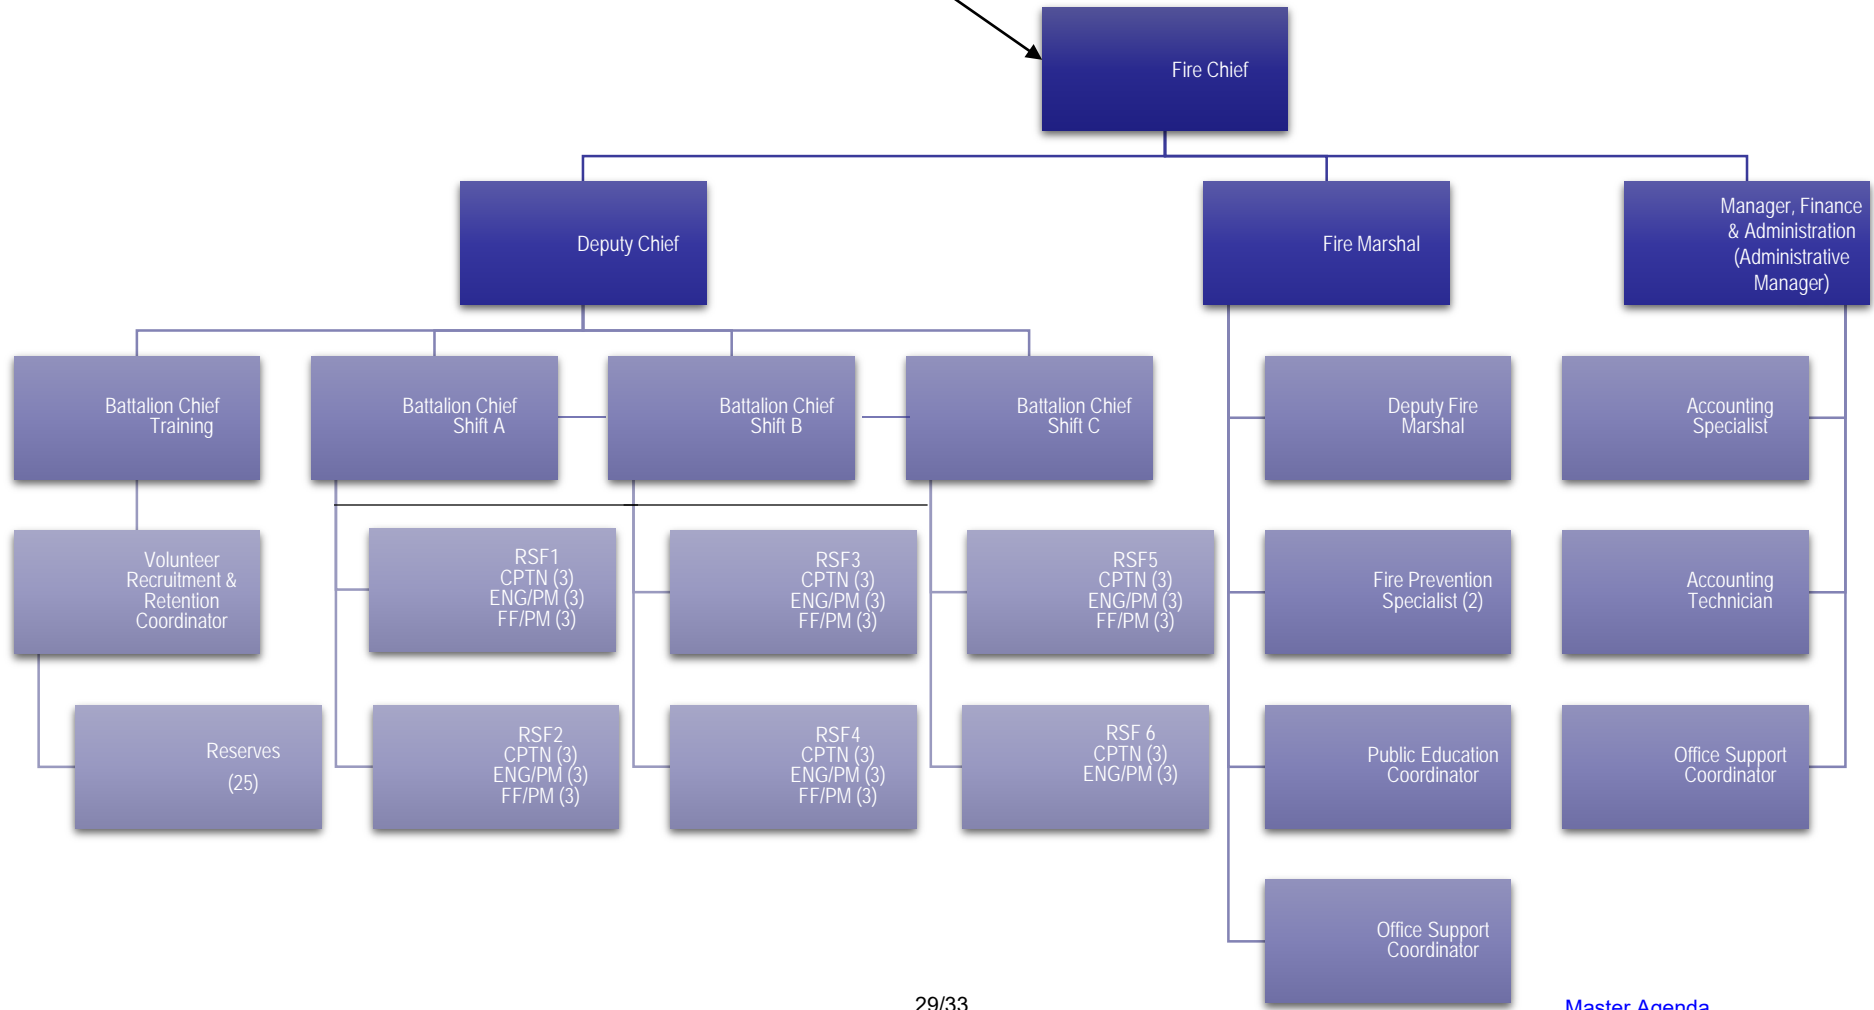 Fire Chief
Deputy Chief
Fire Marshal
Manager, Finance
& Administration
(Administrative
Manager)
Battalion Chief
Training
Battalion Chief
Shift A
Battalion Chief
Shift B
Battalion Chief
Shift C
Deputy Fire
Marshal
Accounting
Specialist
Volunteer
Recruitment &
Retention
Coordinator
RSF1
CPTN (3)
ENG/PM (3)
FF/PM (3)
RSF3
CPTN (3)
ENG/PM (3)
FF/PM (3)
RSF5
CPTN (3)
ENG/PM (3)
FF/PM (3)
Fire Prevention
Specialist (2)
Accounting
Technician
Reserves
(25)
RSF2
CPTN (3)
ENG/PM (3)
FF/PM (3)
RSF4
CPTN (3)
ENG/PM (3)
FF/PM (3)
RSF 6
CPTN (3)
ENG/PM (3)
Public Education
Coordinator
Office Support
Coordinator
Office Support
Coordinator
29/33
Master Agenda